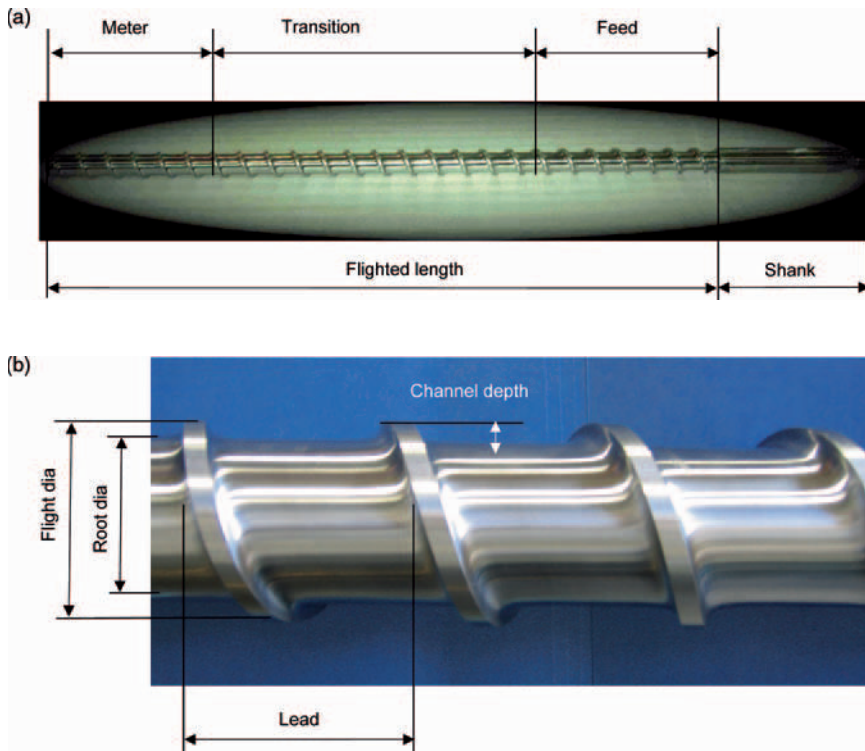 (a)
Meter Transition Feed
Flighted length Shank
(b)
Channel depth
Flight dia
Root dia
Lead